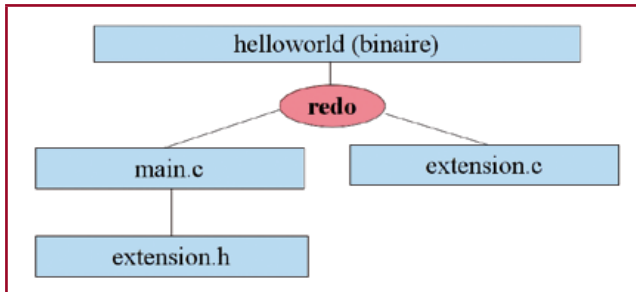 helloworld (binaire)
redo
main.c
extension.c
extension.h